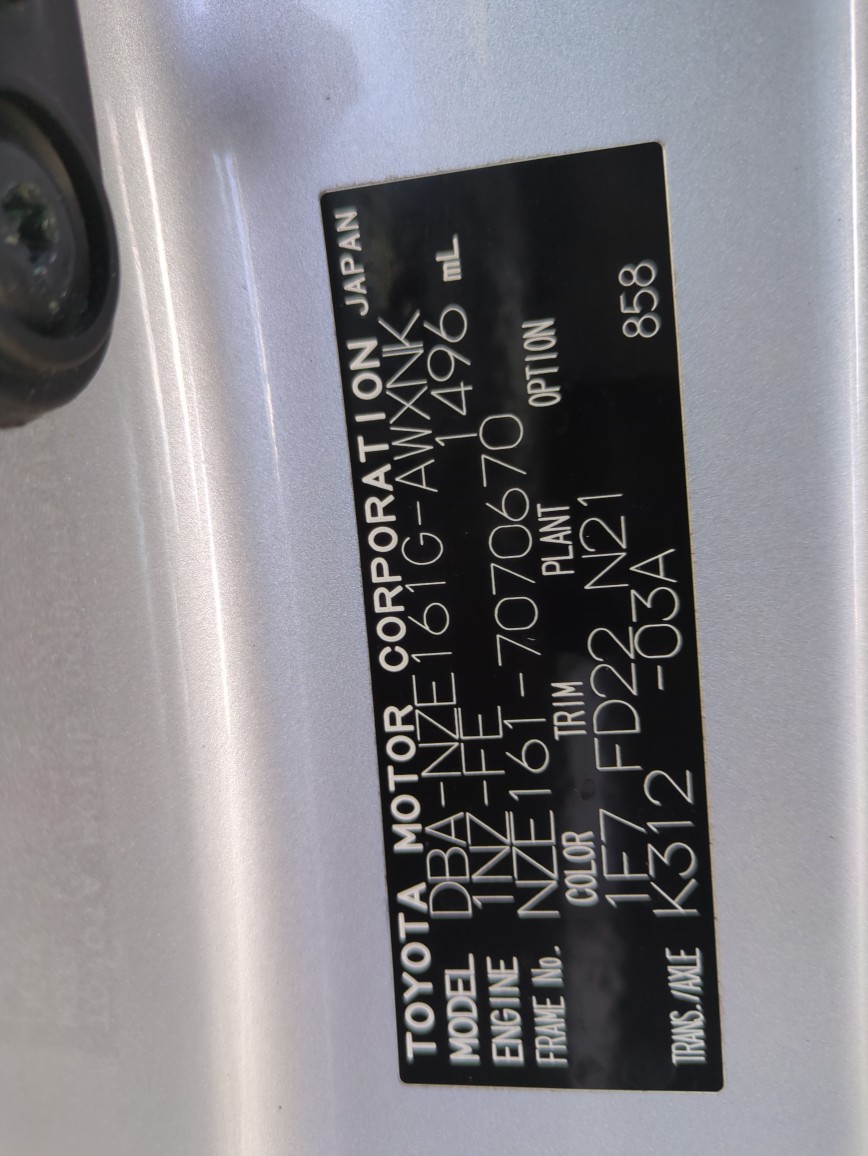 TOYOTA MOTOR CORPORATION JAPAN
MODEL DBA-NZE161G-AWXNK
ENGINE 1NZ-FE 1496 mL
FRAME No. NZE161-7070670
COLOR TRIM PLANT OPTION
1F7 FD22 N21
TRANS./AXLE K312 -03A 858